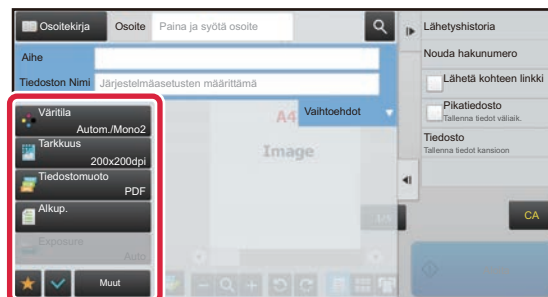 Osoitekirja
Osoite
Paina ja syötä osoite
Aihe
Tiedoston Nimi
Järjestelmäasetusten määrittämä
Väritila
Autom./Mono2
Tarkkuus
200x200dpi
Tiedostomuoto
PDF
Alkup.
Exposure
Auto
Muut
A4
Vaihtoehdot
Image
Lähetyshistoria
Nouda hakunumero
Lähetä kohteen linkki
Pikatiedosto
Tallenna tiedot väliaik.
Tiedosto
Tallenna tiedot kansioon
CA